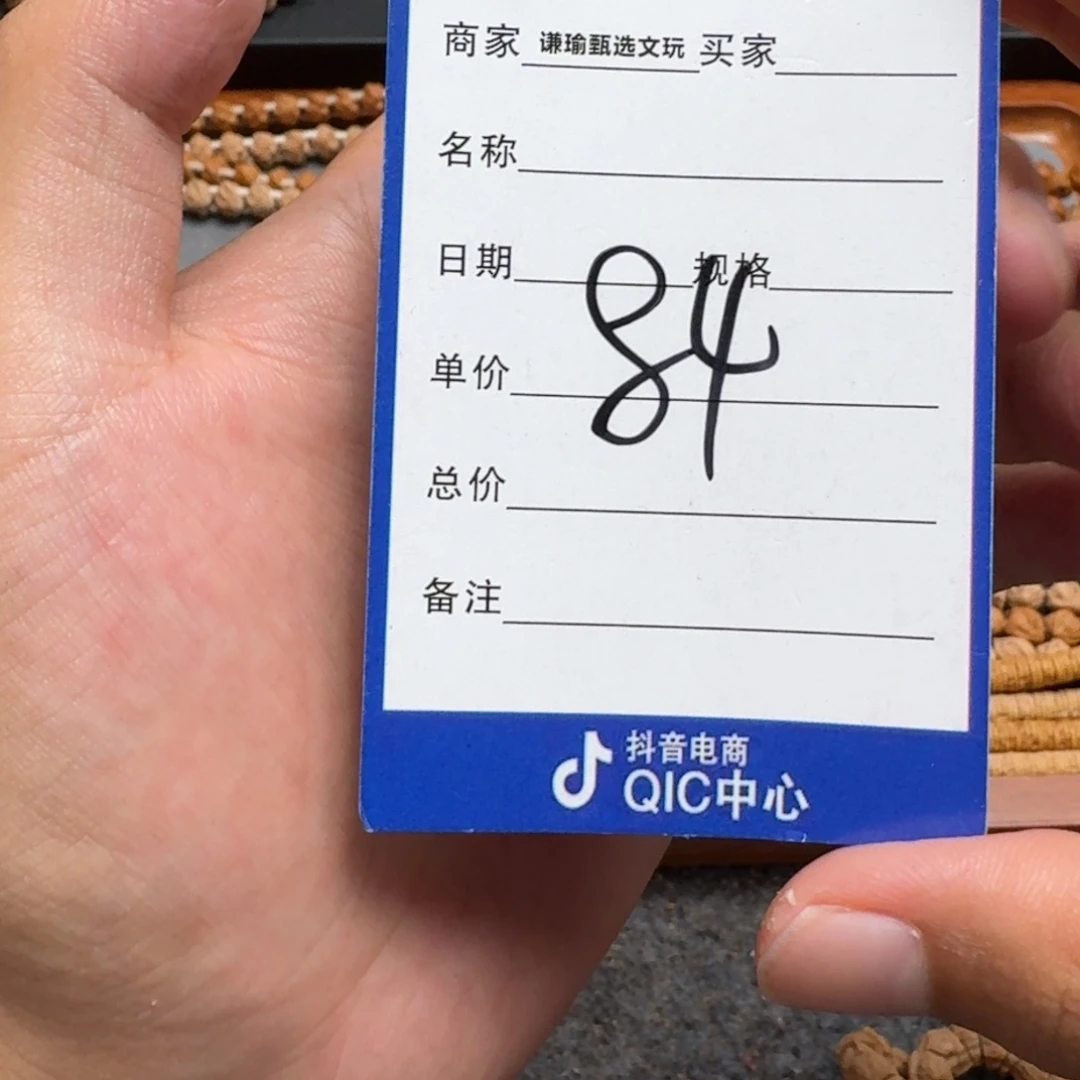 商家 谦瑜甄选文玩 买家
名称
日期 规格
84
单价
总价
备注
抖音电商
QIC中心